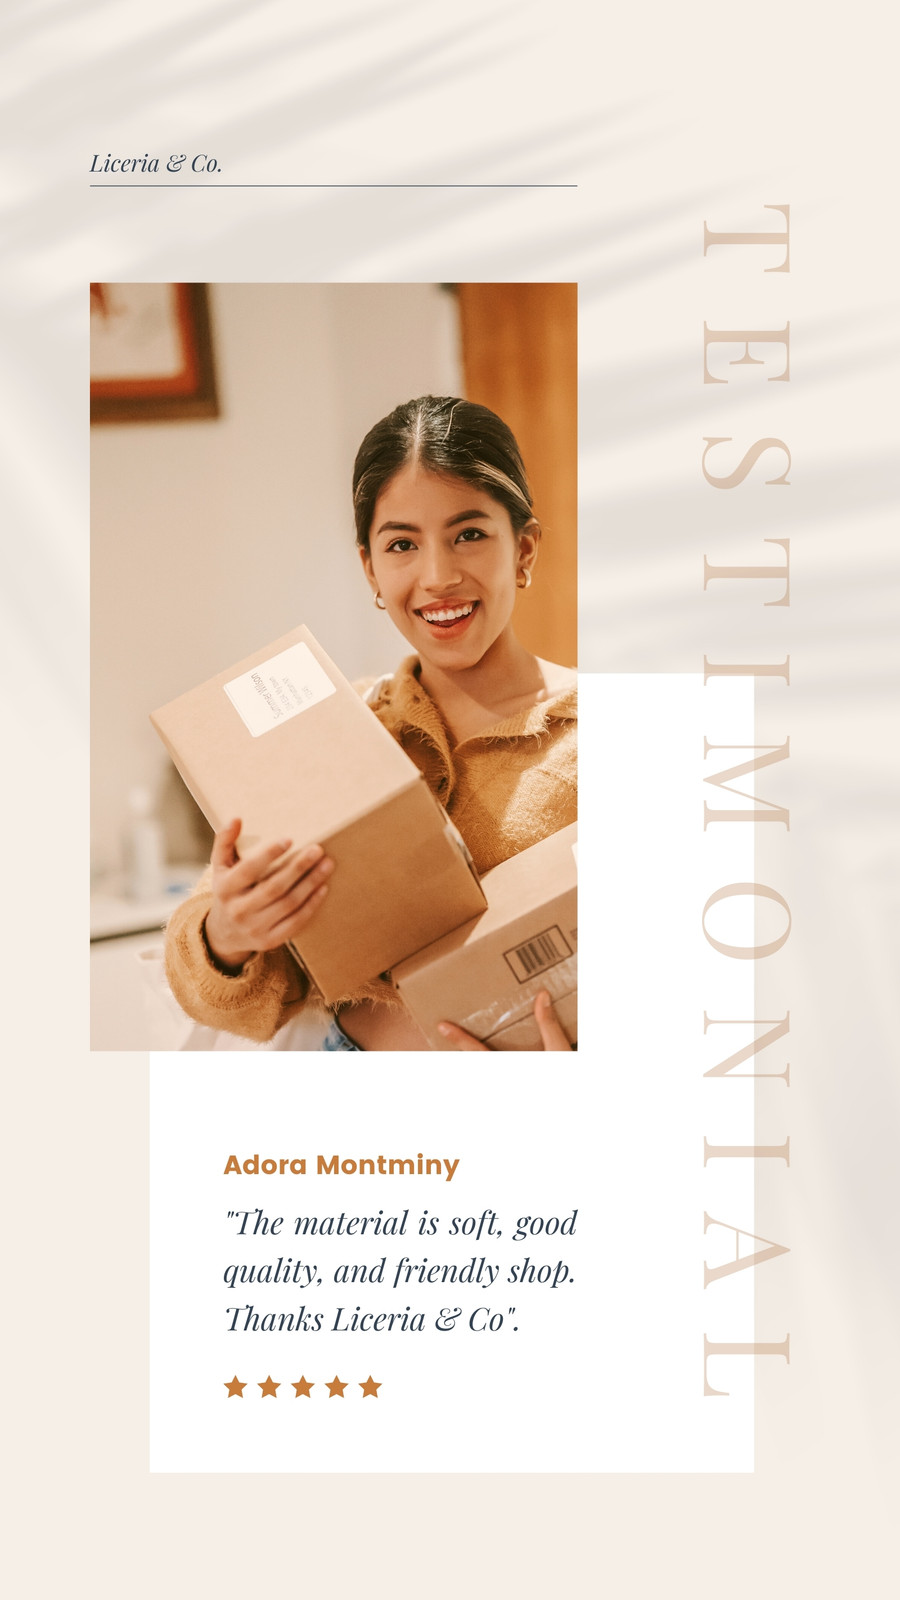 Liceria & Co.
TESTIMONIAL
Adora Montminy
"The material is soft, good
quality, and friendly shop.
Thanks Liceria & Co".